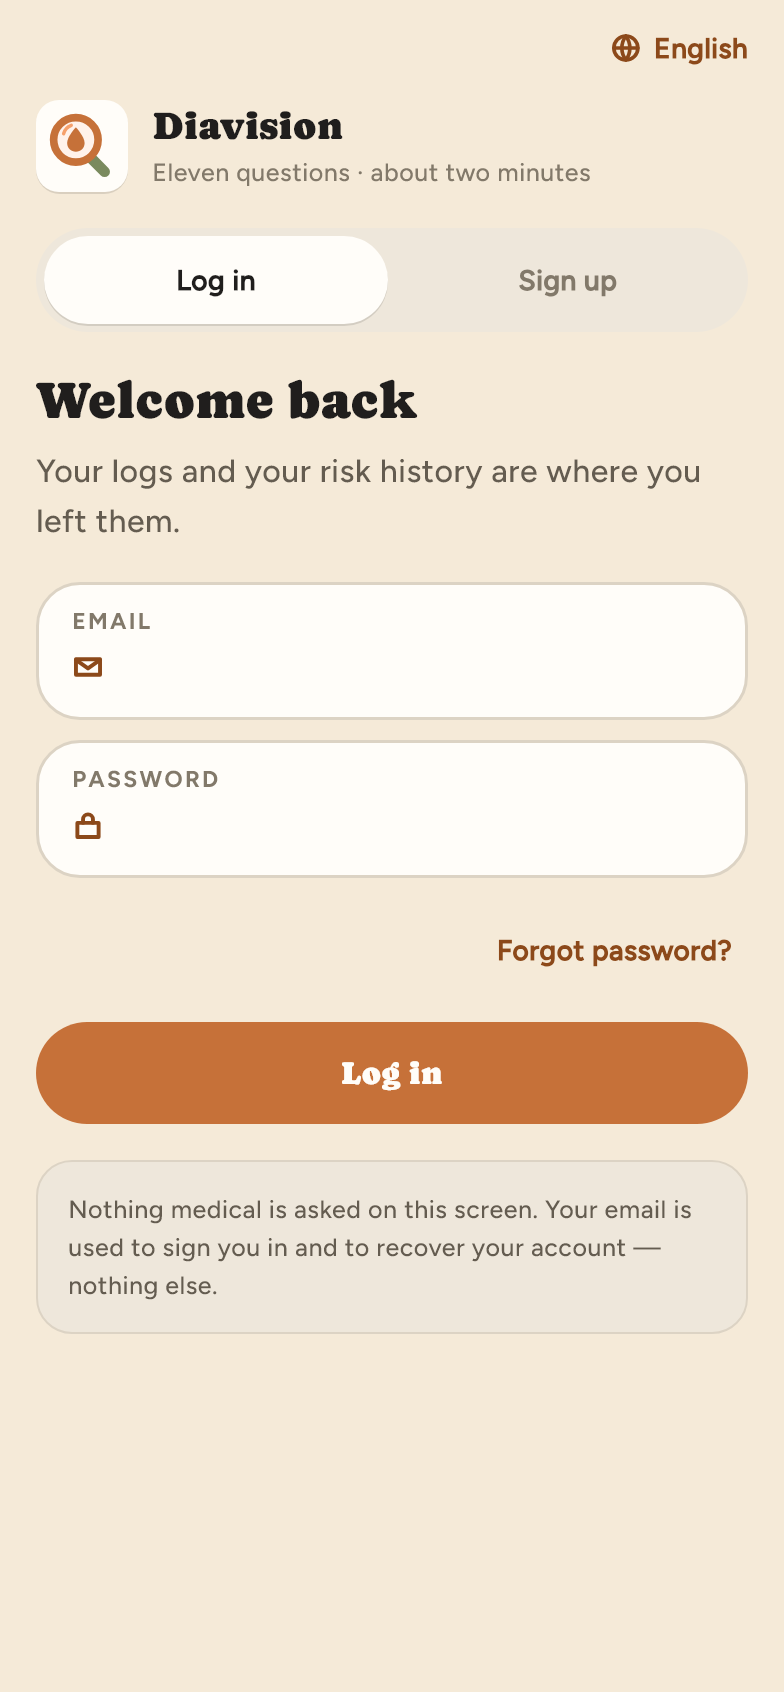 English
Diavision
Eleven questions · about two minutes
Log in
Sign up
Welcome back
Your logs and your risk history are where you
left them.
EMAIL
PASSWORD
Forgot password?
Log in
Nothing medical is asked on this screen. Your email is
used to sign you in and to recover your account —
nothing else.